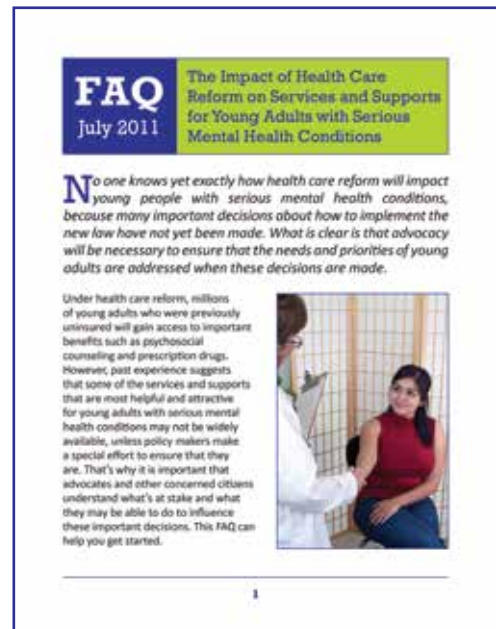 FAQ
July 2011
The Impact of Health Care
Reform on Services and Supports
for Young Adults with Serious
Mental Health Conditions
No one knows yet exactly how health care reform will impact
young people with serious mental health conditions,
because many important decisions about how to implement the
new law have not yet been made. What is clear is that advocacy
will be necessary to ensure that the needs and priorities of young
adults are addressed when these decisions are made.
Under health care reform, millions
of young adults who were previously
uninsured will gain access to important
benefits such as psychosocial
counseling and prescription drugs.
However, past experience suggests
that some of the services and supports
that are most helpful and attractive
for young adults with serious mental
health conditions may not be widely
available, unless policy makers make
a special effort to ensure that they
are. That's why it is important that
advocates and other concerned citizens
understand what's at stake and what
they may be able to do to influence
these important decisions. This FAQ can
help you get started.
1